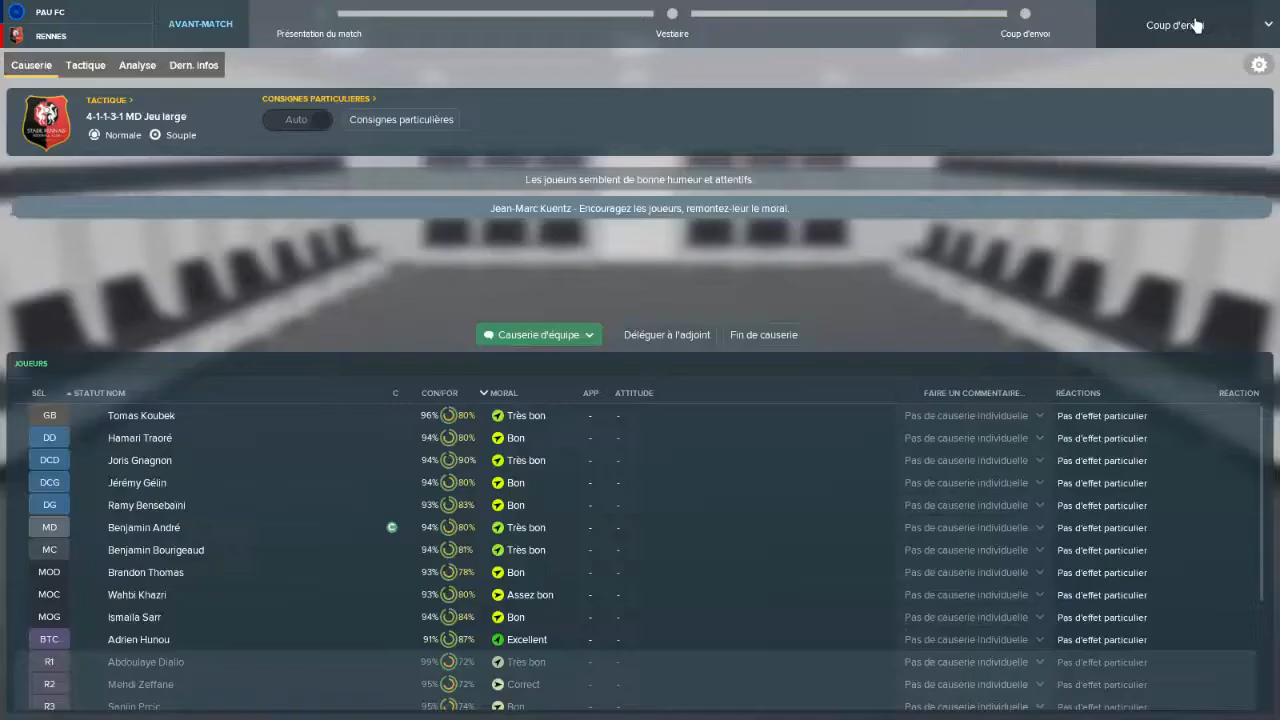 PAU FC
RENNES
AVANT-MATCH
Présentation du match
Vestiaire
Coup d'envoi
Coup d'envoi
Causerie Tactique Analyse Dern. infos
TACTIQUE >
4-1-1-3-1 MD Jeu large
Normale Souple
CONSIGNES PARTICULIERES >
Auto Consignes particulières
Les joueurs semblent de bonne humeur et attentifs.
Jean-Marc Kuentz - Encouragez les joueurs, remontez-leur le moral.
Causerie d'équipe Déléguer à l'adjoint Fin de causerie
JOUEURS
SÉL STATUT NOM C CON/FOR MORAL APP ATTITUDE FAIRE UN COMMENTAIRE... RÉACTIONS RÉACTION
GB Tomas Koubek 96% 80% Très bon - - Pas de causerie individuelle Pas d'effet particulier
DD Hamari Traoré 94% 80% Bon - - Pas de causerie individuelle Pas d'effet particulier
DCD Joris Gnagnon 94% 90% Très bon - - Pas de causerie individuelle Pas d'effet particulier
DCG Jérémy Gélin 94% 80% Bon - - Pas de causerie individuelle Pas d'effet particulier
DG Ramy Bensebaini 93% 83% Bon - - Pas de causerie individuelle Pas d'effet particulier
MD Benjamin André C 94% 80% Très bon - - Pas de causerie individuelle Pas d'effet particulier
MC Benjamin Bourigeaud 94% 81% Très bon - - Pas de causerie individuelle Pas d'effet particulier
MOD Brandon Thomas 93% 78% Bon - - Pas de causerie individuelle Pas d'effet particulier
MOC Wahbi Khazri 93% 80% Assez bon - - Pas de causerie individuelle Pas d'effet particulier
MOG Ismaïla Sarr 94% 84% Bon - - Pas de causerie individuelle Pas d'effet particulier
BTC Adrien Hunou 91% 87% Excellent - - Pas de causerie individuelle Pas d'effet particulier
R1 Abdoulaye Diallo 99% 72% Très bon - - Pas de causerie individuelle Pas d'effet particulier
R2 Mehdi Zeffane 95% 72% Correct - - Pas de causerie individuelle Pas d'effet particulier
R3 Sanjin Prcic 95% 74% Bon - - Pas de causerie individuelle Pas d'effet particulier